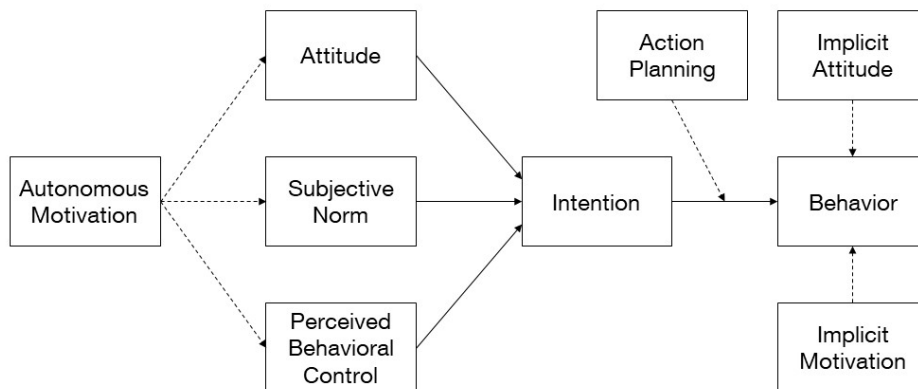 Attitude
Action
Planning
Implicit
Attitude
Autonomous
Motivation
Subjective
Norm
Intention
Behavior
Perceived
Behavioral
Control
Implicit
Motivation